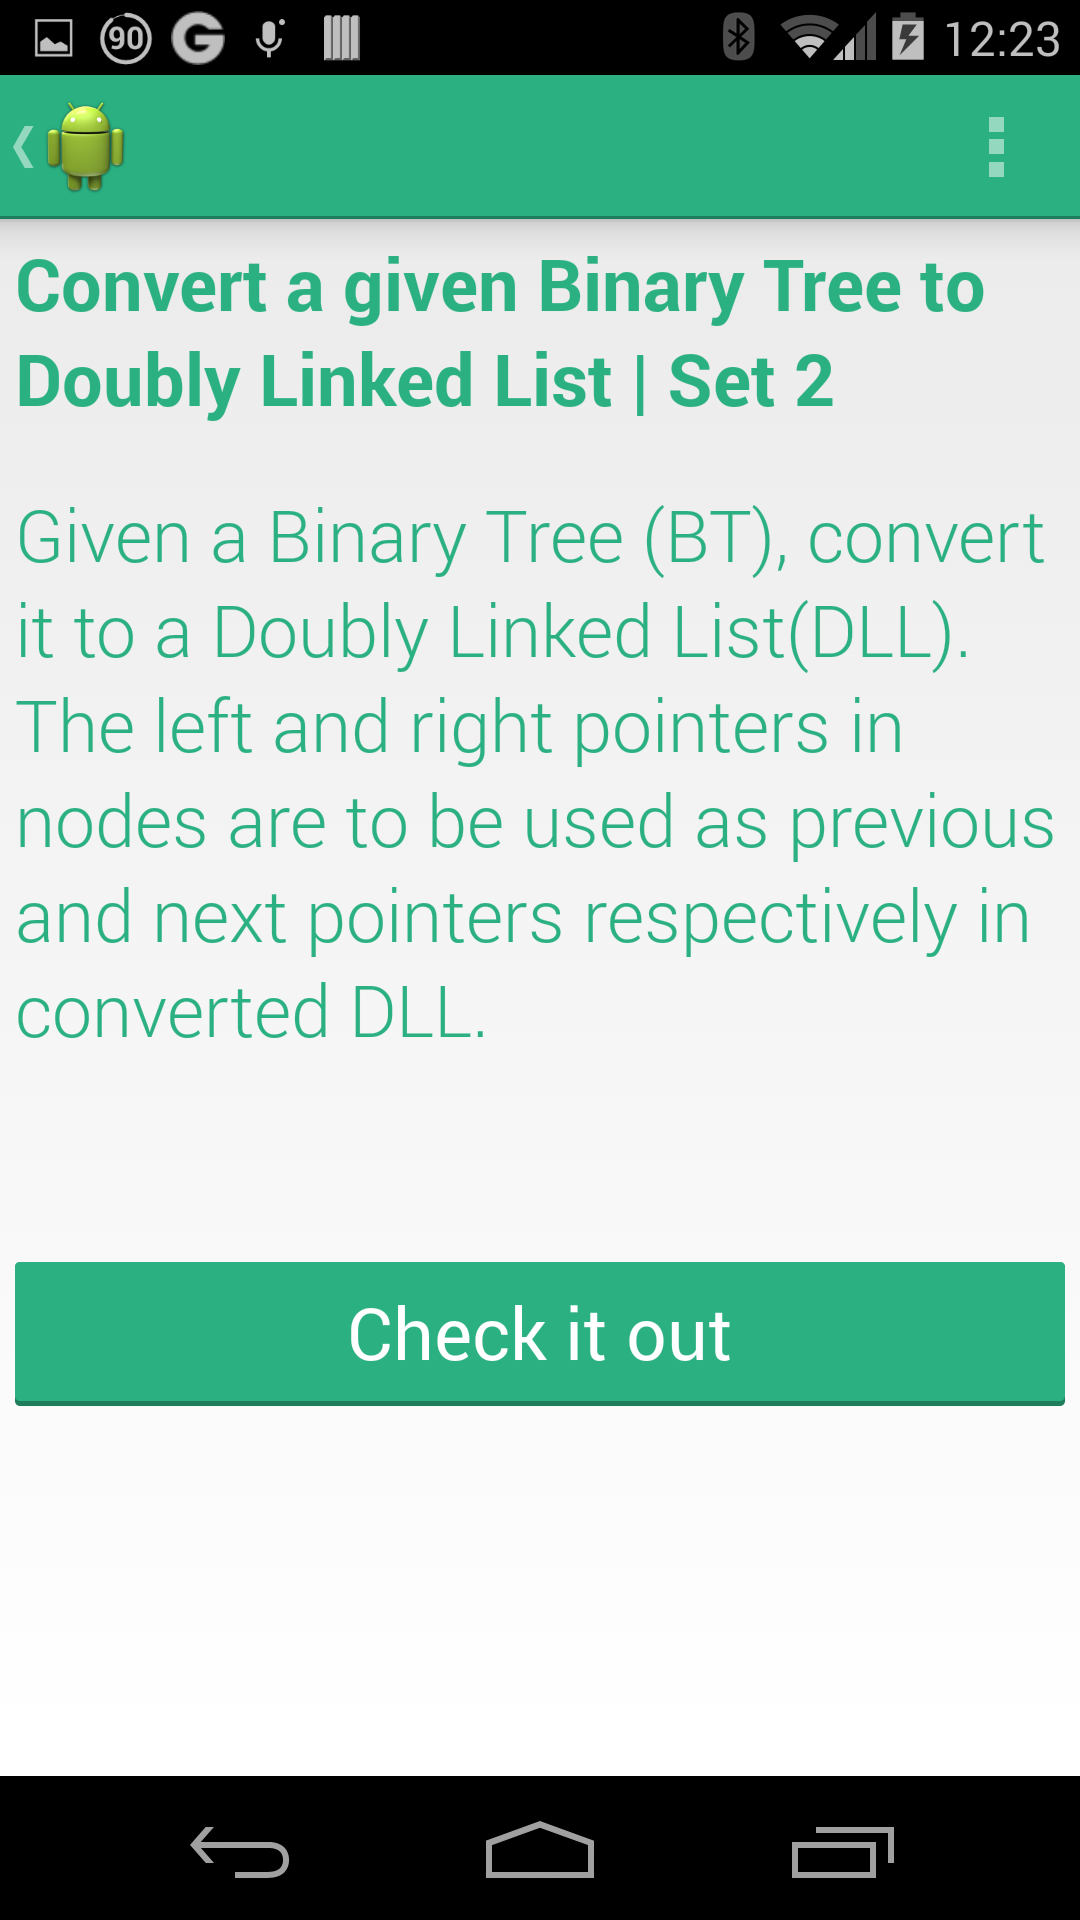 90 G 12:23
Convert a given Binary Tree to
Doubly Linked List | Set 2
Given a Binary Tree (BT), convert
it to a Doubly Linked List(DLL).
The left and right pointers in
nodes are to be used as previous
and next pointers respectively in
converted DLL.
Check it out